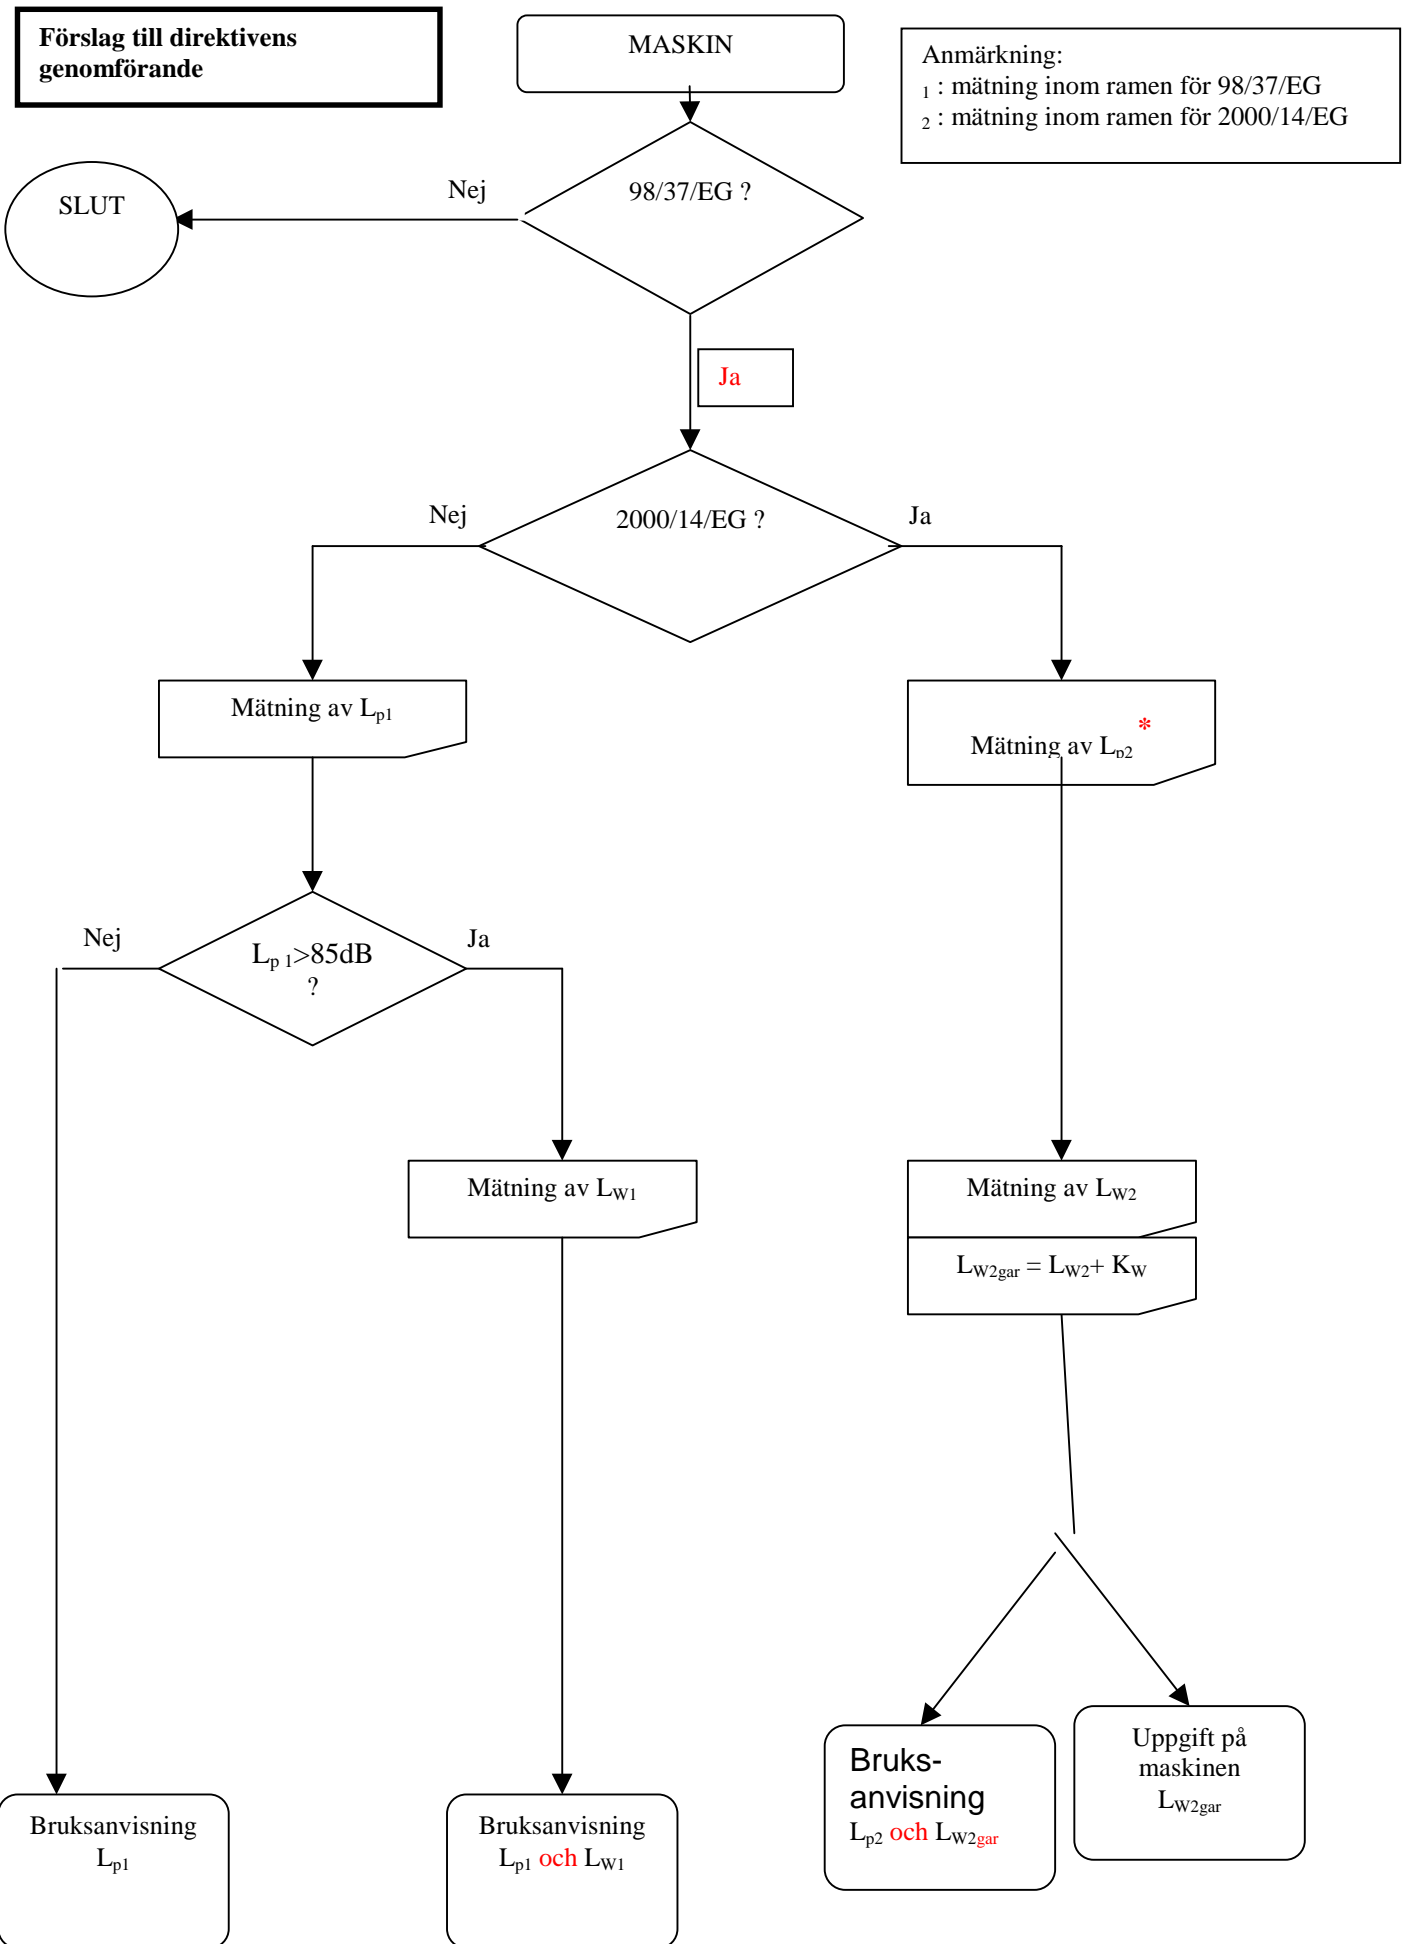 Förslag till direktivens
genomförande
MASKIN
Anmärkning:
1 : mätning inom ramen för 98/37/EG
2 : mätning inom ramen för 2000/14/EG
SLUT
Nej
98/37/EG ?
Ja
Nej
2000/14/EG ?
Ja
Mätning av Lp1
Mätning av Lp2 *
Nej
Lp 1>85dB
?
Ja
Mätning av LW1
Mätning av LW2
LW2gar = LW2+ KW
Bruks-
anvisning
Lp2 och LW2gar
Uppgift på
maskinen
LW2gar
Bruksanvisning
Lp1
Bruksanvisning
Lp1 och LW1